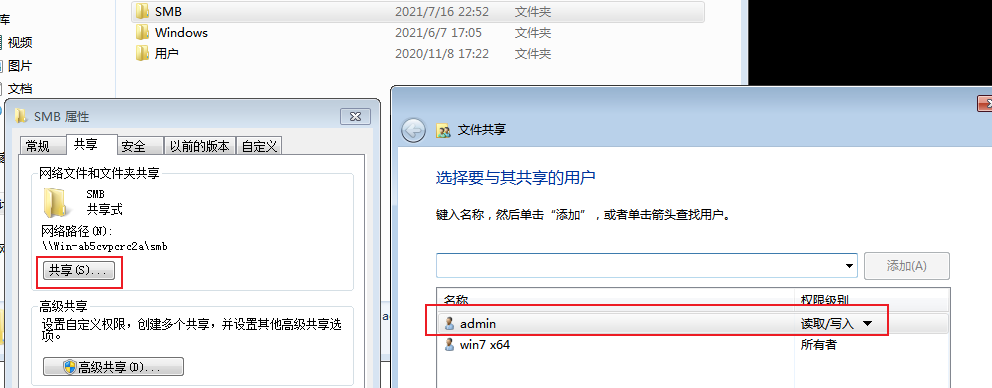 库
SMB 2021/7/16 22:52 文件夹
视频
Windows 2021/6/7 17:05 文件夹
图片
用户 2020/11/8 17:22 文件夹
文档
SMB 属性
常规 共享 安全 以前的版本 自定义
网络文件和文件夹共享
SMB
共享式
网络路径(N):
\\Win-ab5cvpcrc2a\smb
共享(S)...
高级共享
设置自定义权限，创建多个共享，并设置其他高级共享选
项。
高级共享(D)...
文件共享
选择要与其共享的用户
键入名称，然后单击“添加”，或者单击箭头查找用户。
添加(A)
名称 权限级别
admin 读取/写入
win7 x64 所有者